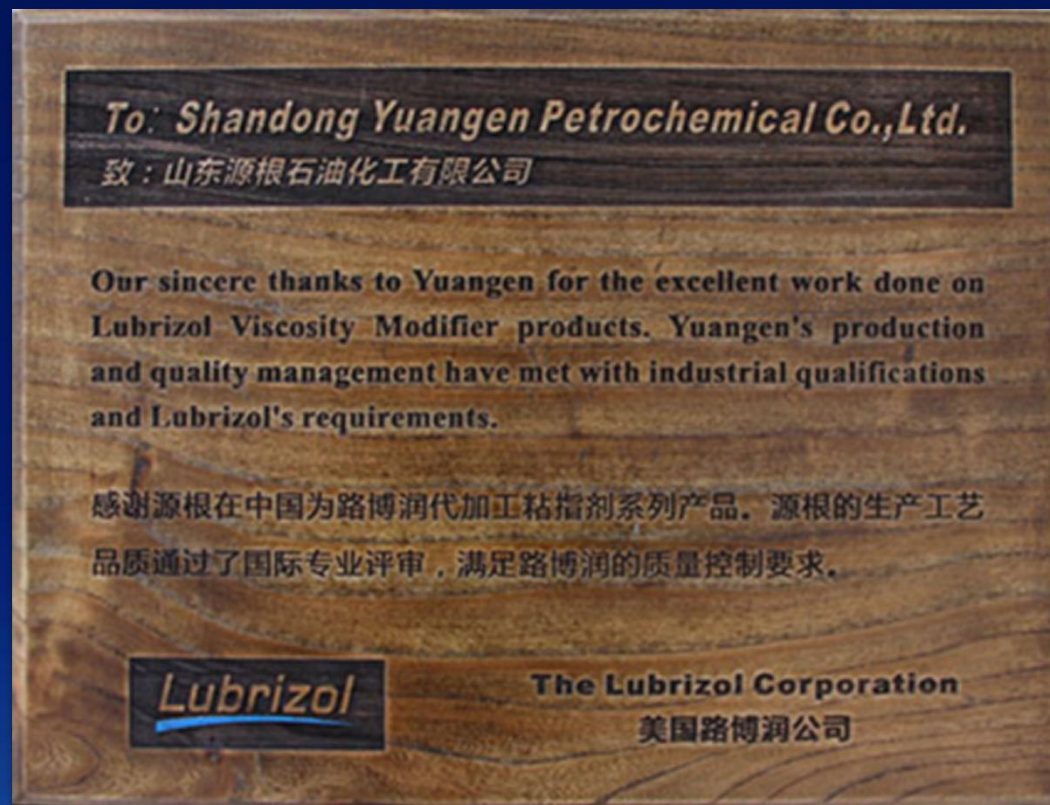 To: Shandong Yuangen Petrochemical Co.,Ltd.
致：山东源根石油化工有限公司
Our sincere thanks to Yuangen for the excellent work done on
Lubrizol Viscosity Modifier products. Yuangen's production
and quality management have met with industrial qualifications
and Lubrizol's requirements.
感谢源根在中国为路博润代加工粘指剂系列产品。源根的生产工艺
品质通过了国际专业评审，满足路博润的质量控制要求。
Lubrizol
The Lubrizol Corporation
美国路博润公司